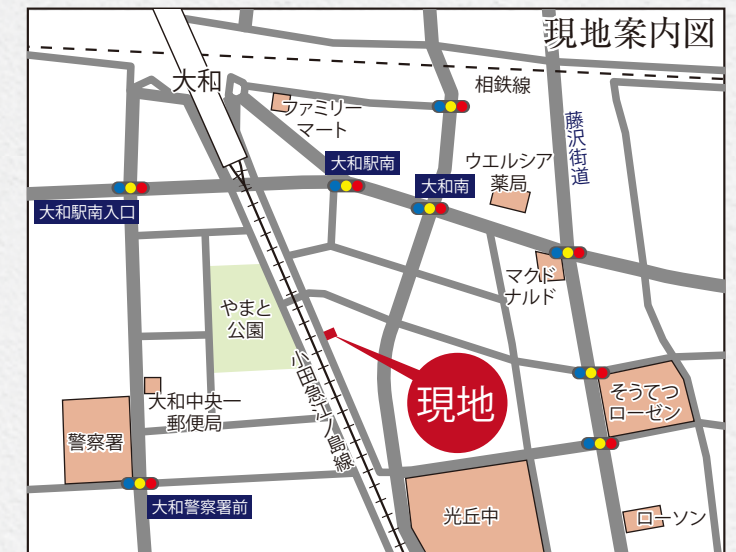 現地案内図
大和
相鉄線
ファミリー
マート
藤沢街道
大和駅南
ウエルシア
薬局
大和南
大和駅南入口
マクド
ナルド
やまと
公園
小田急江ノ島線
現地
そうてつ
ローゼン
大和中央一
郵便局
警察署
大和警察署前
光丘中
ローソン